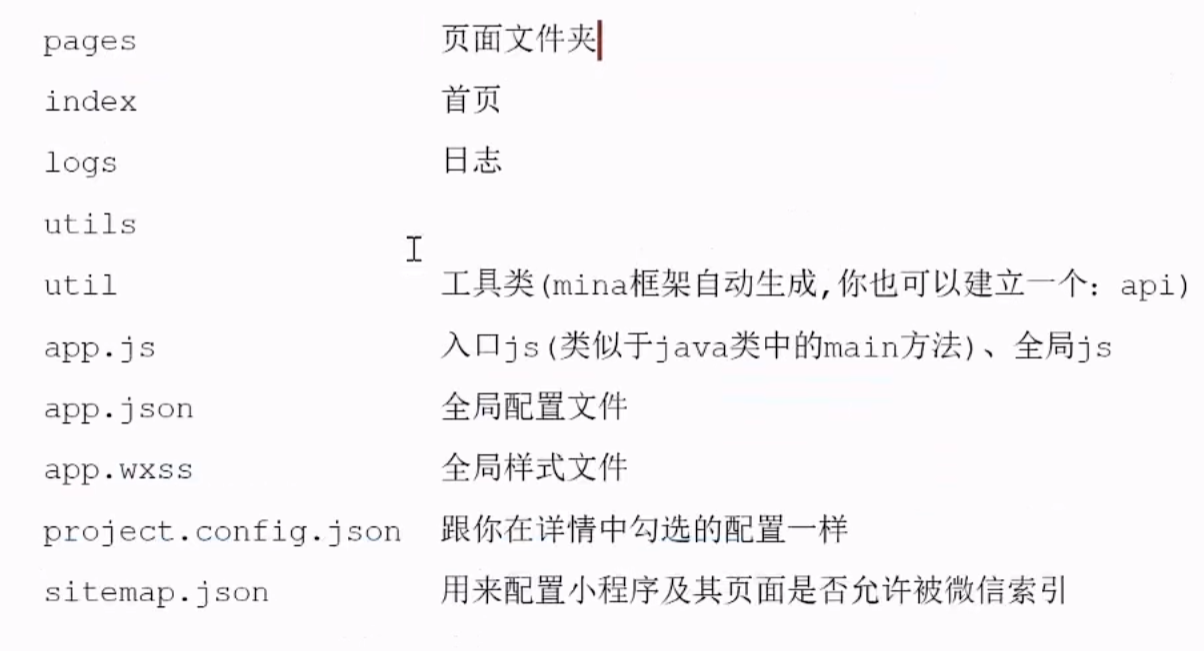 pages 页面文件夹
index 首页
logs 日志
utils
util 工具类(mina框架自动生成,你也可以建立一个：api)
app.js 入口js(类似于java类中的main方法)、全局js
app.json 全局配置文件
app.wxss 全局样式文件
project.config.json 跟你在详情中勾选的配置一样
sitemap.json 用来配置小程序及其页面是否允许被微信索引